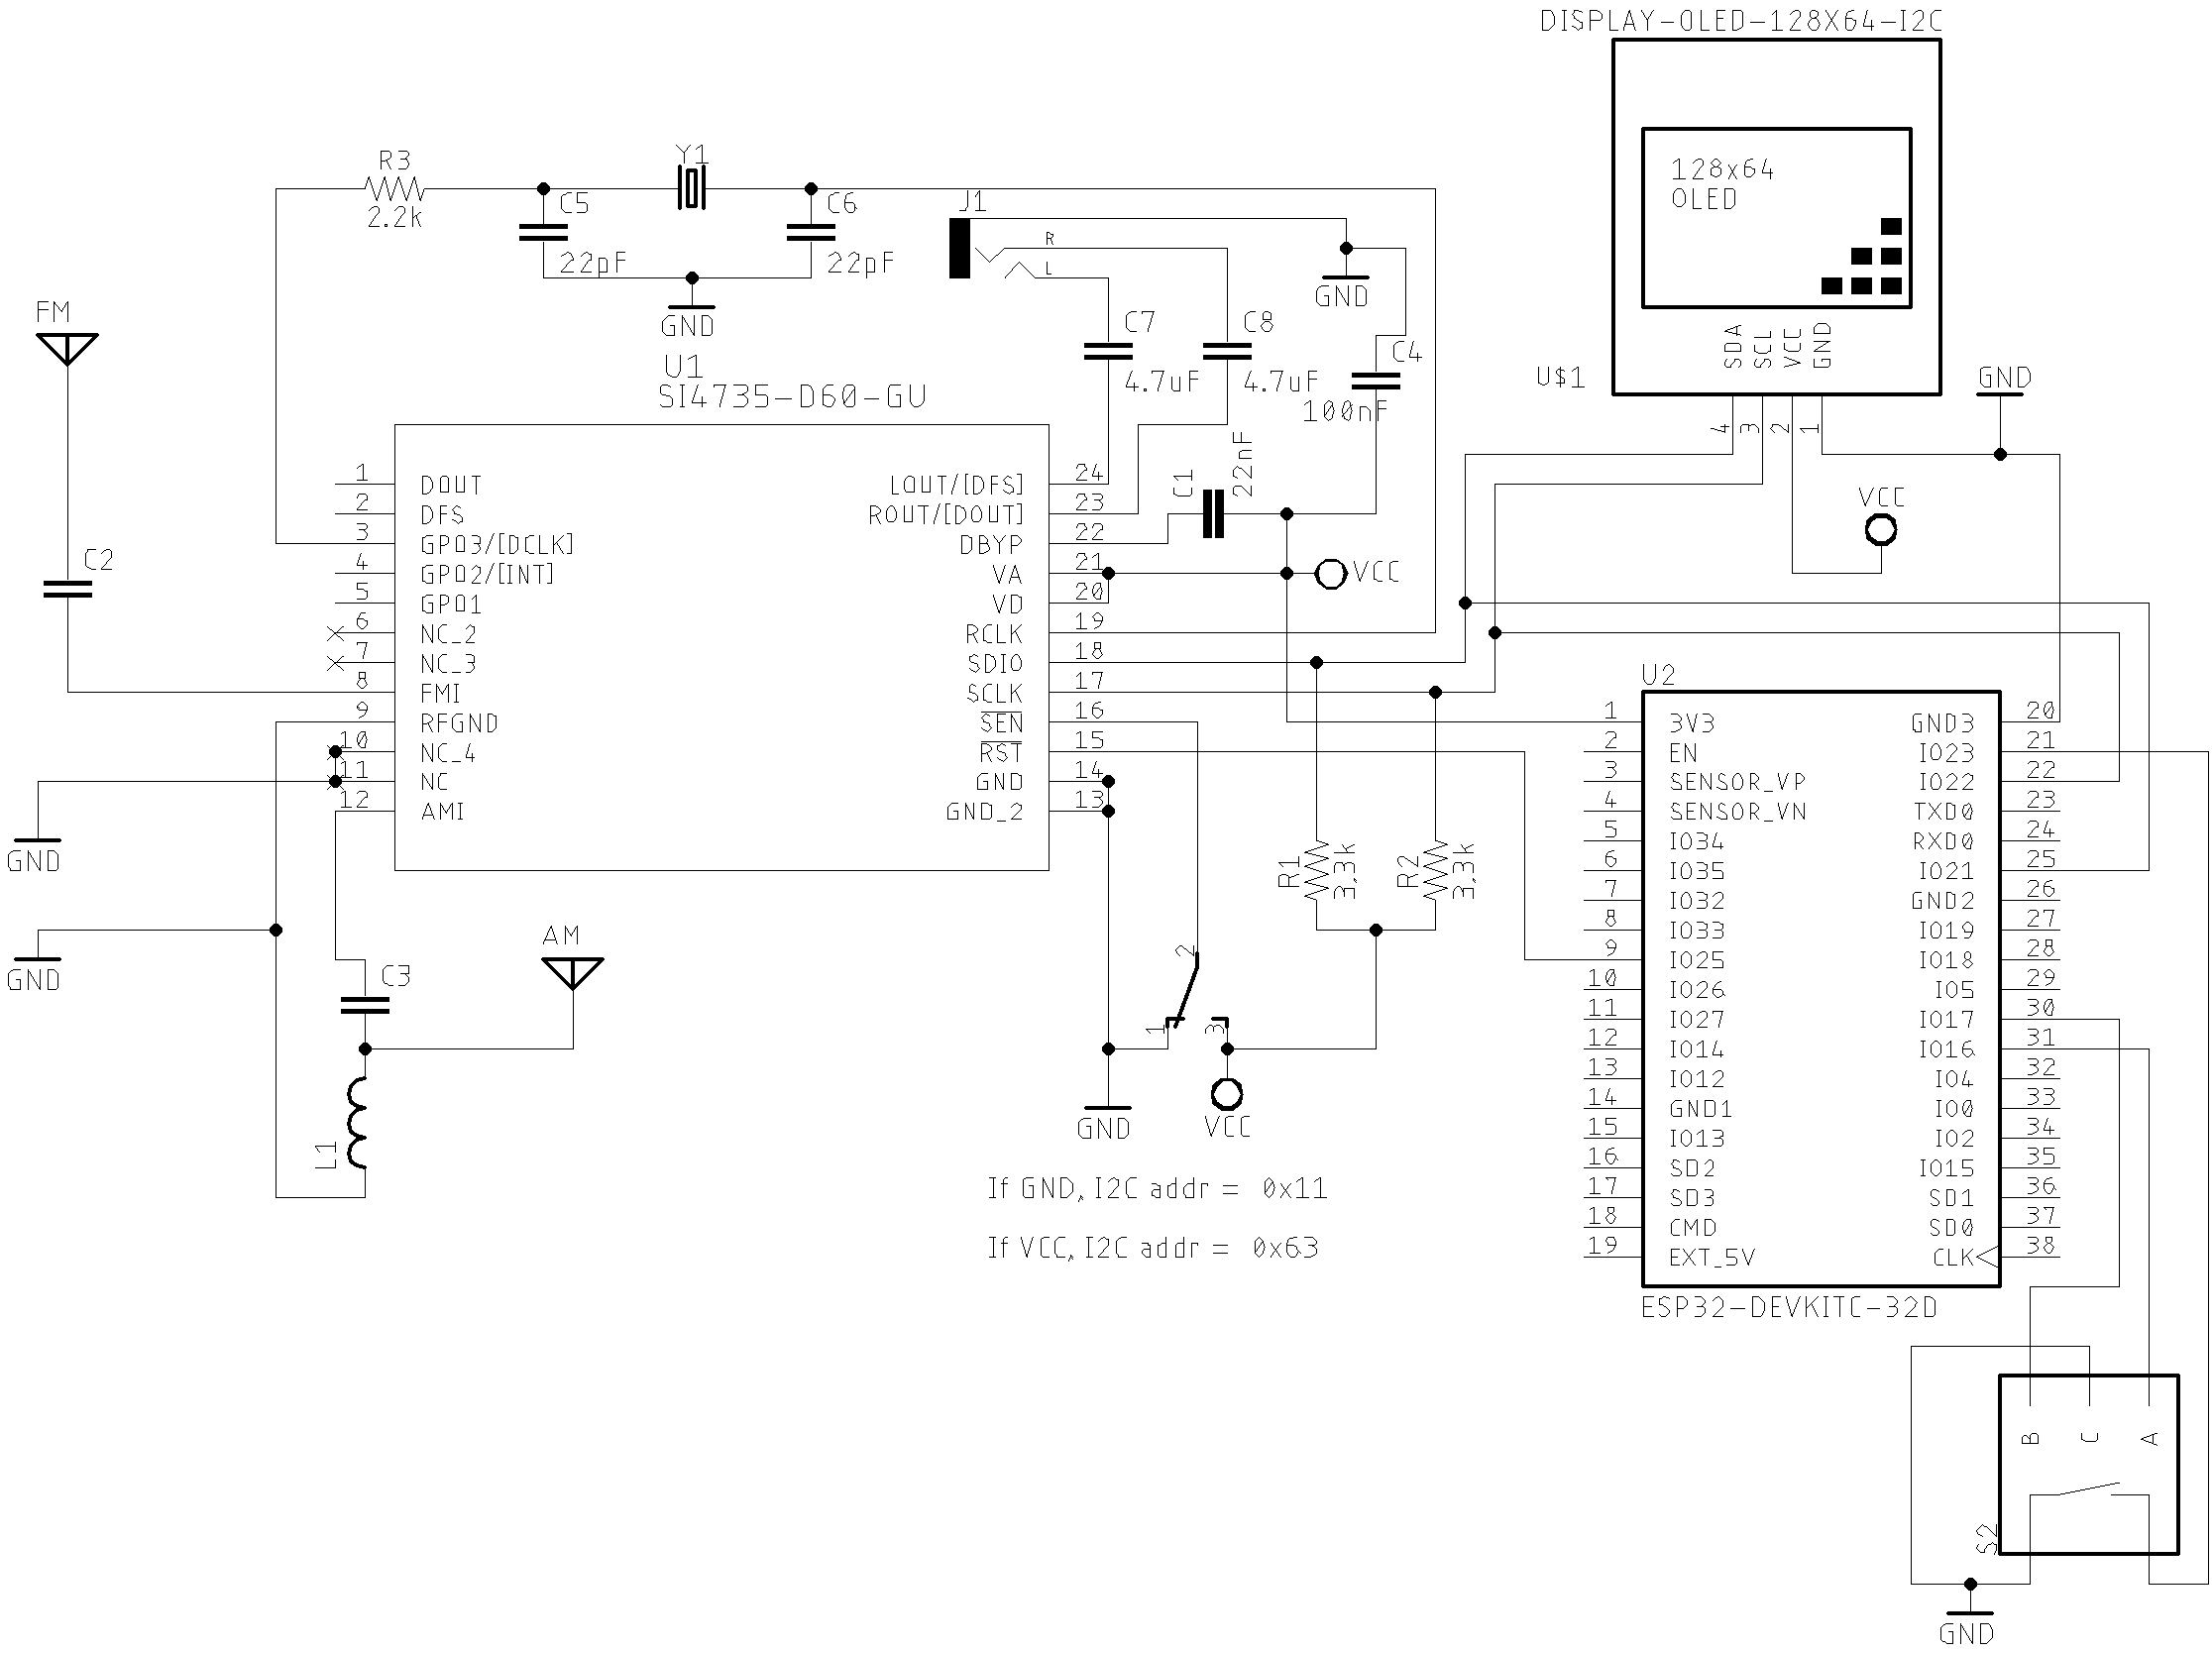 DISPLAY-OLED-128X64-I2C
128x64
OLED
SDA
SCL
VCC
GND
U$1
4
3
2
1
GND
VCC
R3
2.2k
Y1
C5
22pF
C6
22pF
GND
J1
R
L
GND
C7
4.7uF
C8
4.7uF
C4
100nF
C1
22nF
VCC
FM
C2
U1
SI4735-D60-GU
1 DOUT
2 DFS
3 GPO3/[DCLK]
4 GPO2/[INT]
5 GPO1
6 NC_2
7 NC_3
8 FMI
9 RFGND
10 NC_4
11 NC
12 AMI
LOUT/[DFS] 24
ROUT/[DOUT] 23
DBYP 22
VA 21
VD 20
RCLK 19
SDIO 18
SCLK 17
SEN 16
RST 15
GND 14
GND_2 13
GND
GND
AM
C3
L1
R1
3,3k
R2
3,3k
2
1
3
GND
VCC
If GND, I2C addr = 0x11
If VCC, I2C addr = 0x63
U2
1 3V3
2 EN
3 SENSOR_VP
4 SENSOR_VN
5 IO34
6 IO35
7 IO32
8 IO33
9 IO25
10 IO26
11 IO27
12 IO14
13 IO12
14 GND1
15 IO13
16 SD2
17 SD3
18 CMD
19 EXT_5V
GND3 20
IO23 21
IO22 22
TXD0 23
RXD0 24
IO21 25
GND2 26
IO19 27
IO18 28
IO5 29
IO17 30
IO16 31
IO4 32
IO0 33
IO2 34
IO15 35
SD1 36
SD0 37
CLK 38
ESP32-DEVKITC-32D
B
C
A
S2
GND